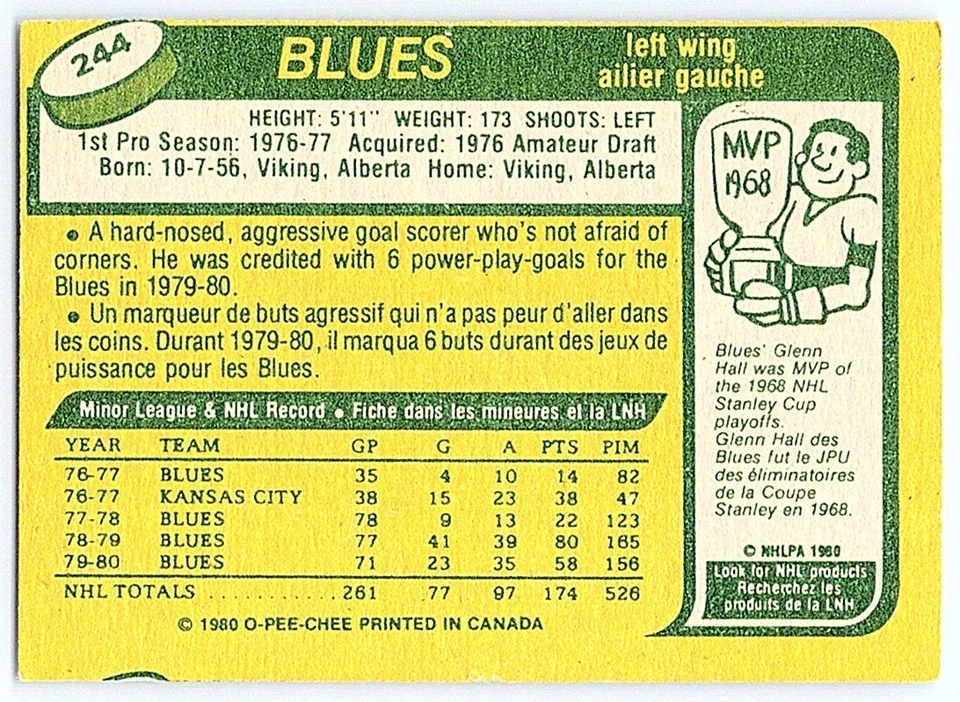 244
BLUES
left wing
ailier gauche
HEIGHT: 5'11" WEIGHT: 173 SHOOTS: LEFT
1st Pro Season: 1976-77 Acquired: 1976 Amateur Draft
Born: 10-7-56, Viking, Alberta Home: Viking, Alberta
• A hard-nosed, aggressive goal scorer who's not afraid of
corners. He was credited with 6 power-play-goals for the
Blues in 1979-80.
• Un marqueur de buts agressif qui n'a pas peur d'aller dans
les coins. Durant 1979-80, il marqua 6 buts durant des jeux de
puissance pour les Blues.
Minor League & NHL Record • Fiche dans les mineures et la LNH
YEAR TEAM GP G A PTS PIM
76-77 BLUES 35 4 10 14 82
76-77 KANSAS CITY 38 15 23 38 47
77-78 BLUES 78 9 13 22 123
78-79 BLUES 77 41 39 80 165
79-80 BLUES 71 23 35 58 156
NHL TOTALS ........... 261 77 97 174 526
© 1980 O-PEE-CHEE PRINTED IN CANADA
MVP
1968
Blues' Glenn
Hall was MVP of
the 1968 NHL
Stanley Cup
playoffs.
Glenn Hall des
Blues fut le JPU
des éliminatoires
de la Coupe
Stanley en 1968.
© NHLPA 1980
Look for NHL products
Recherchez les
produits de la LNH